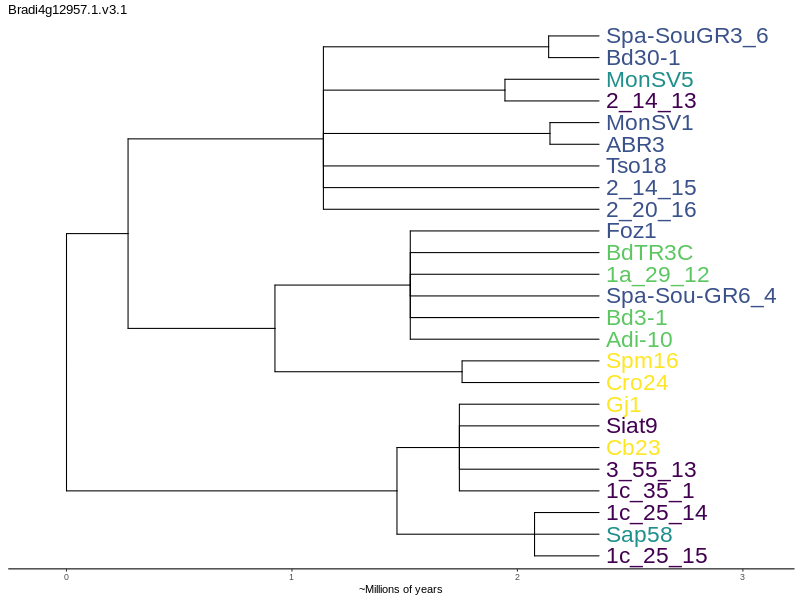 Bradi4g12957.1.v3.1
Spa-SouGR3_6
Bd30-1
MonSV5
2_14_13
MonSV1
ABR3
Tso18
2_14_15
2_20_16
Foz1
BdTR3C
1a_29_12
Spa-Sou-GR6_4
Bd3-1
Adi-10
Spm16
Cro24
Gj1
Siat9
Cb23
3_55_13
1c_35_1
1c_25_14
Sap58
1c_25_15
0 1 2 3
~Millions of years